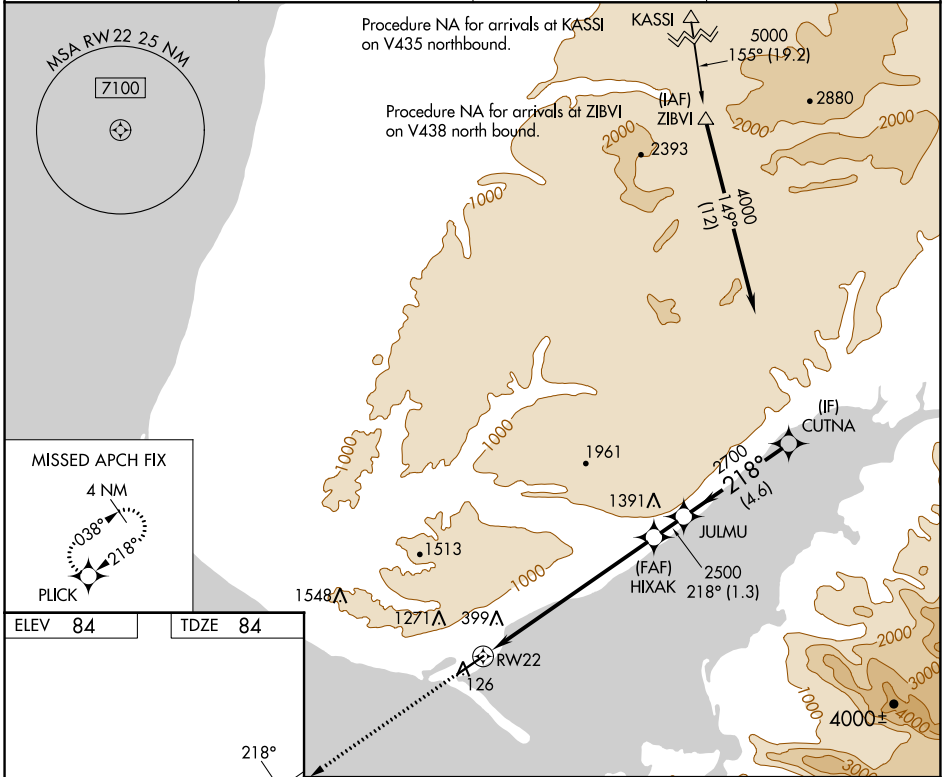 Procedure NA for arrivals at KASSI
on V435 northbound.
KASSI
5000
155° (19.2)
MSA RW22 25 NM
7100
Procedure NA for arrivals at ZIBVI
on V438 north bound.
(IAF)
ZIBVI
2880
2000
2000
2000
2393
1000
4000
149°
(12)
(IF)
CUTNA
MISSED APCH FIX
4 NM
038°
218°
PLICK
1000
1000
1961
2700
218°
(4.6)
1391
JULMU
1513
(FAF)
HIXAK
2500
218° (1.3)
1000
1548
1271
399
ELEV 84
TDZE 84
RW22
126
2000
3000
1000
4000±
4000
3000
218°